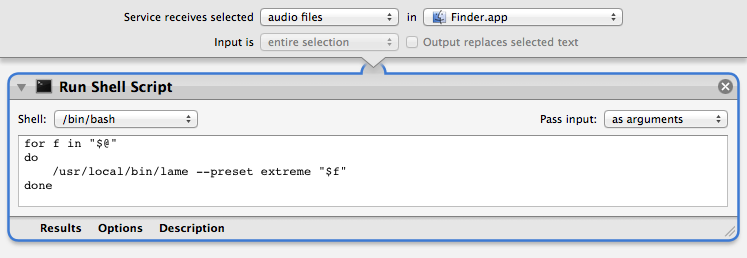 Service receives selected audio files in Finder.app
Input is entire selection Output replaces selected text
Run Shell Script
Shell: /bin/bash Pass input: as arguments
for f in "$@"
do
    /usr/local/bin/lame --preset extreme "$f"
done
Results Options Description